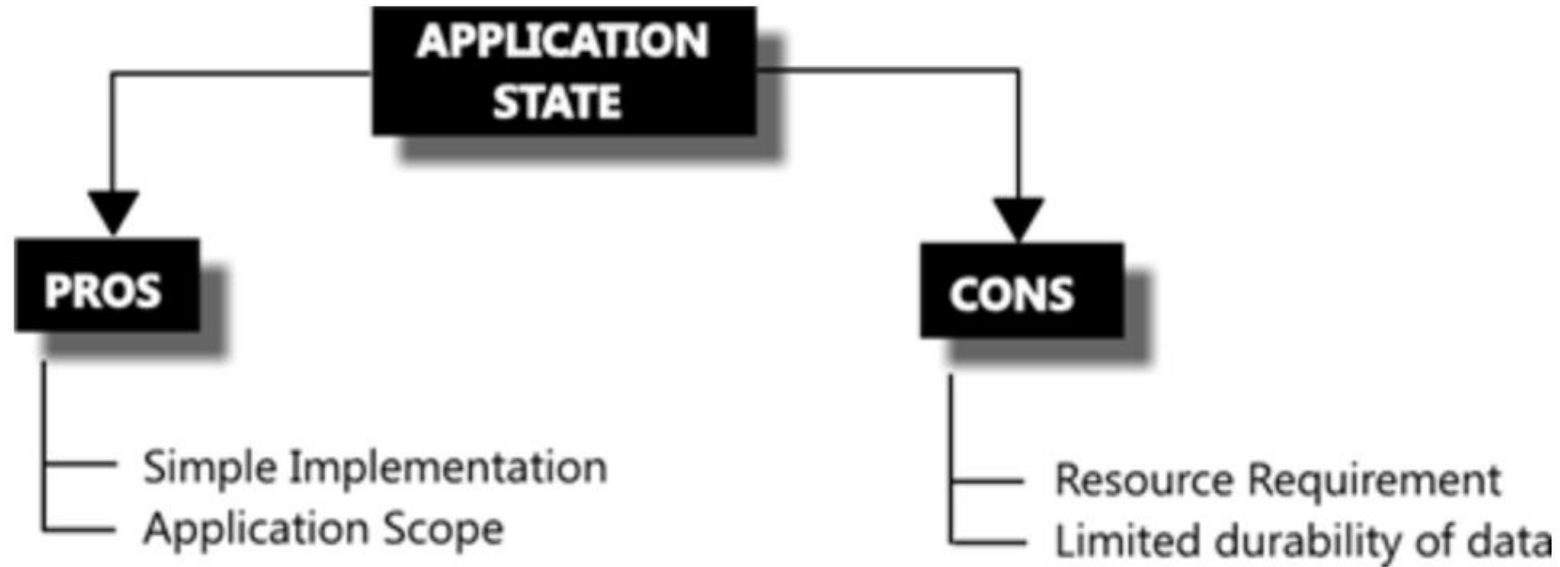 APPLICATION
STATE
PROS
Simple Implementation
Application Scope
CONS
Resource Requirement
Limited durability of data